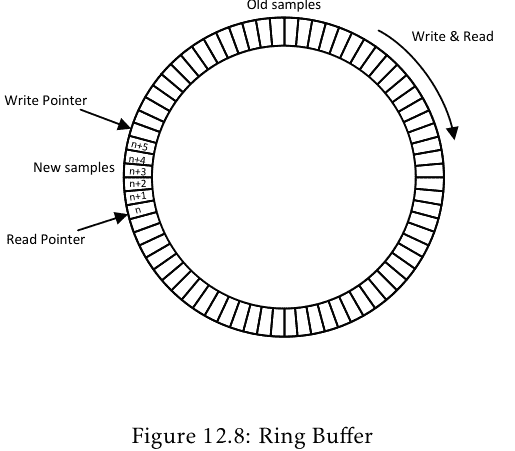 Old samples
Write & Read
Write Pointer
n+5
n+4
New samples
n+3
n+2
n+1
n
Read Pointer
Figure 12.8: Ring Buffer